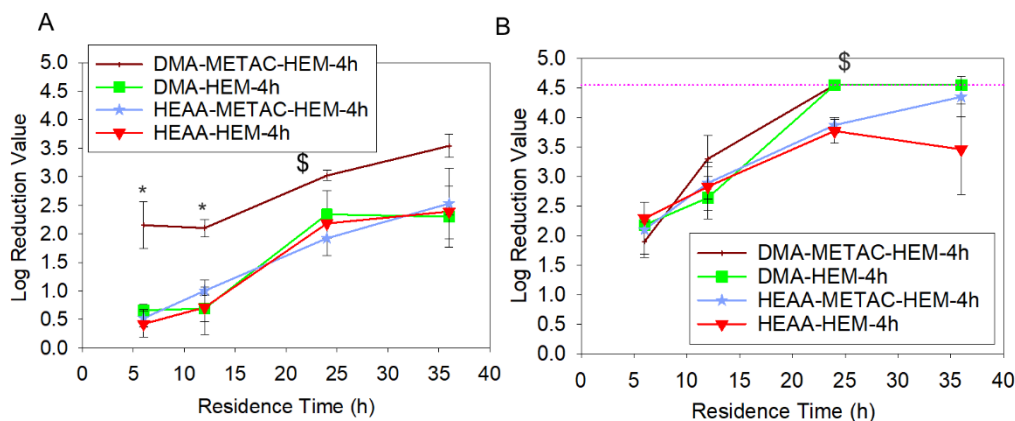 A
Log Reduction Value
5.0
4.5
4.0
3.5
3.0
2.5
2.0
1.5
1.0
0.5
0.0
DMA-METAC-HEM-4h
DMA-HEM-4h
HEAA-METAC-HEM-4h
HEAA-HEM-4h
*
*
$
0 5 10 15 20 25 30 35 40
Residence Time (h)
B
Log Reduction Value
5.0
4.5
4.0
3.5
3.0
2.5
2.0
1.5
1.0
0.5
0.0
$
DMA-METAC-HEM-4h
DMA-HEM-4h
HEAA-METAC-HEM-4h
HEAA-HEM-4h
0 5 10 15 20 25 30 35 40
Residence Time (h)